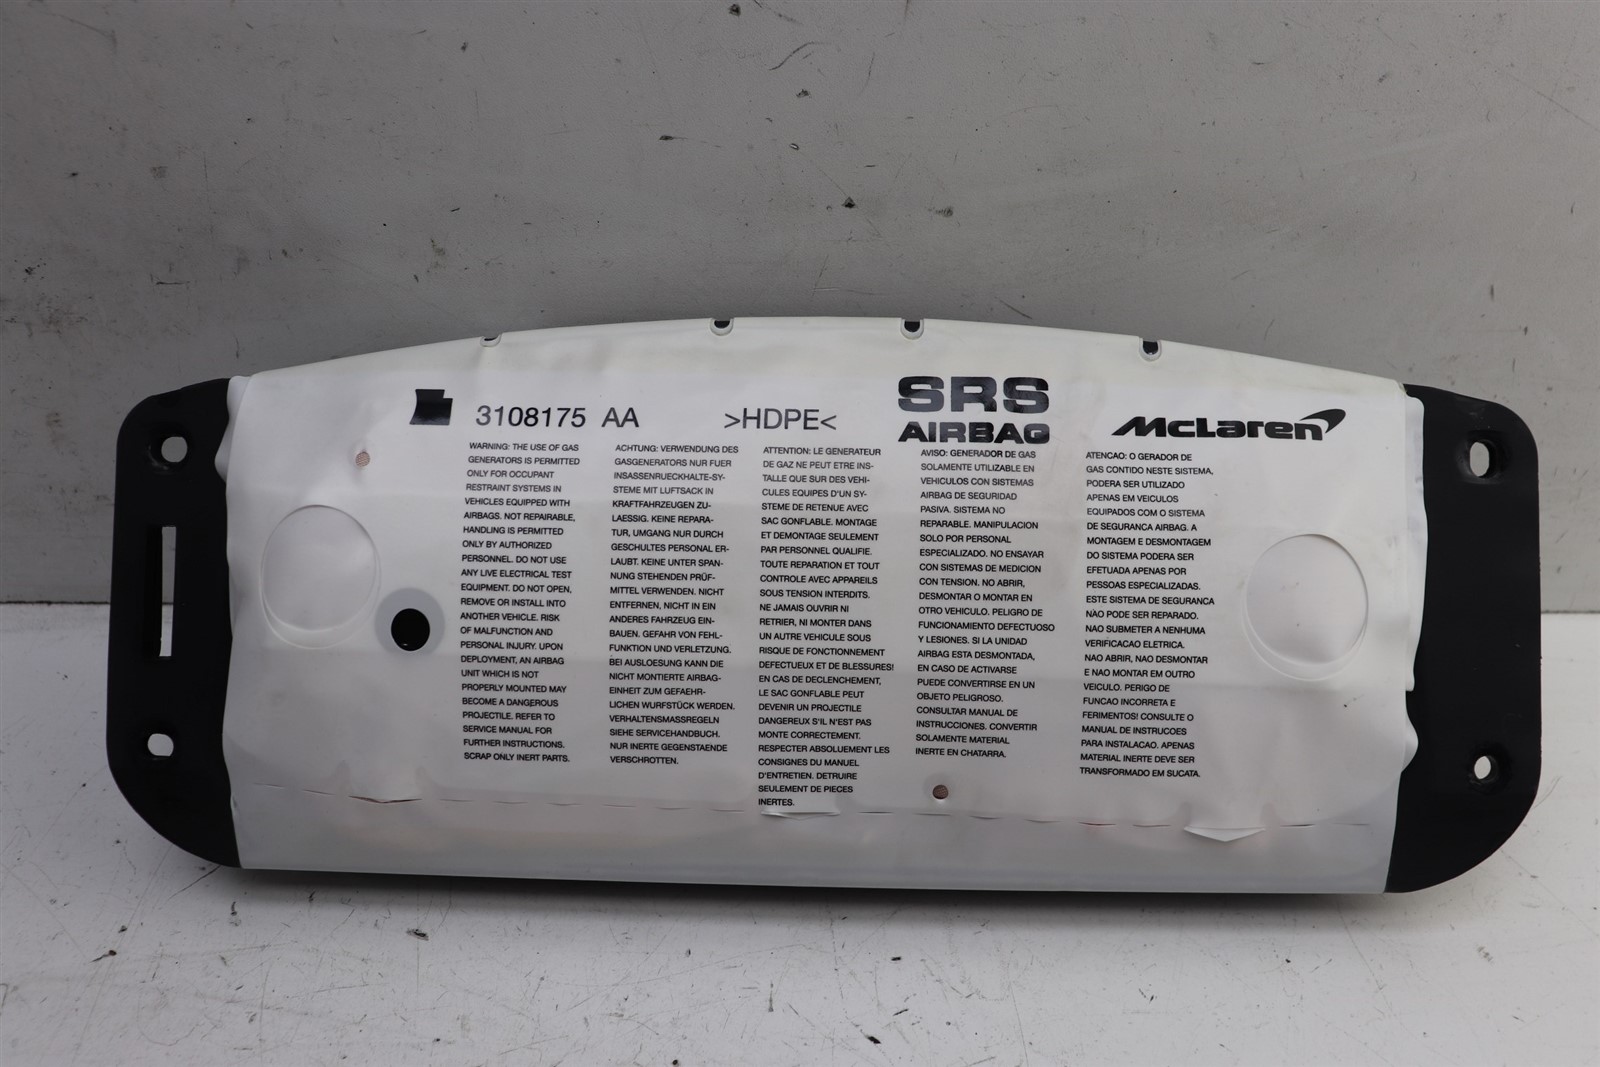 3108175 AA
>HDPE<
SRS
AIRBAG
McLaren
WARNING: THE USE OF GAS
GENERATORS IS PERMITTED
ONLY FOR OCCUPANT
RESTRAINT SYSTEMS IN
VEHICLES EQUIPPED WITH
AIRBAGS. NOT REPAIRABLE,
HANDLING IS PERMITTED
ONLY BY AUTHORIZED
PERSONNEL. DO NOT USE
ANY LIVE ELECTRICAL TEST
EQUIPMENT. DO NOT OPEN,
REMOVE OR INSTALL INTO
ANOTHER VEHICLE. RISK
OF MALFUNCTION AND
PERSONAL INJURY. UPON
DEPLOYMENT, AN AIRBAG
UNIT WHICH IS NOT
PROPERLY MOUNTED MAY
BECOME A DANGEROUS
PROJECTILE. REFER TO
SERVICE MANUAL FOR
FURTHER INSTRUCTIONS.
SCRAP ONLY INERT PARTS.
ACHTUNG: VERWENDUNG DES
GASGENERATORS NUR FUER
INSASSENRUECKHALTE-SY-
STEME MIT LUFTSACK IN
KRAFTFAHRZEUGEN ZU-
LAESSIG. KEINE REPARA-
TUR, UMGANG NUR DURCH
GESCHULTES PERSONAL ER-
LAUBT. KEINE UNTER SPAN-
NUNG STEHENDEN PRÜF-
MITTEL VERWENDEN. NICHT
ENTFERNEN, NICHT IN EIN
ANDERES FAHRZEUG EIN-
BAUEN. GEFAHR VON FEHL-
FUNKTION UND VERLETZUNG.
BEI AUSLOESUNG KANN DIE
NICHT MONTIERTE AIRBAG-
EINHEIT ZUM GEFAEHR-
LICHEN WURFSTÜCK WERDEN.
VERHALTENSMASSREGELN
SIEHE SERVICEHANDBUCH.
NUR INERTE GEGENSTAENDE
VERSCHROTTEN.
ATTENTION: LE GENERATEUR
DE GAZ NE PEUT ETRE INS-
TALLE QUE SUR DES VEHI-
CULES EQUIPES D'UN SY-
STEME DE RETENUE AVEC
SAC GONFLABLE. MONTAGE
ET DEMONTAGE SEULEMENT
PAR PERSONNEL QUALIFIE.
TOUTE REPARATION ET TOUT
CONTROLE AVEC APPAREILS
SOUS TENSION INTERDITS.
NE JAMAIS OUVRIR NI
RETRIER, NI MONTER DANS
UN AUTRE VEHICULE SOUS
RISQUE DE FONCTIONNEMENT
DEFECTUEUX ET DE BLESSURES!
EN CAS DE DECLENCHEMENT,
LE SAC GONFLABLE PEUT
DEVENIR UN PROJECTILE
DANGEREUX S'IL N'EST PAS
MONTE CORRECTEMENT.
RESPECTER ABSOLUEMENT LES
CONSIGNES DU MANUEL
D'ENTRETIEN. DETRUIRE
SEULEMENT DE PIECES
INERTES.
AVISO: GENERADOR DE GAS
SOLAMENTE UTILIZABLE EN
VEHICULOS CON SISTEMAS
AIRBAG DE SEGURIDAD
PASIVA. SISTEMA NO
REPARABLE. MANIPULACION
SOLO POR PERSONAL
ESPECIALIZADO. NO ENSAYAR
CON SISTEMAS DE MEDICION
CON TENSION. NO ABRIR,
DESMONTAR O MONTAR EN
OTRO VEHICULO. PELIGRO DE
FUNCIONAMIENTO DEFECTUOSO
Y LESIONES. SI LA UNIDAD
AIRBAG ESTA DESMONTADA,
EN CASO DE ACTIVARSE
PUEDE CONVERTIRSE EN UN
OBJETO PELIGROSO.
CONSULTAR MANUAL DE
INSTRUCCIONES. CONVERTIR
SOLAMENTE MATERIAL
INERTE EN CHATARRA.
ATENCAO: O GERADOR DE
GAS CONTIDO NESTE SISTEMA,
PODERA SER UTILIZADO
APENAS EM VEICULOS
EQUIPADOS COM O SISTEMA
DE SEGURANCA AIRBAG. A
MONTAGEM E DESMONTAGEM
DO SISTEMA PODERA SER
EFETUADA APENAS POR
PESSOAS ESPECIALIZADAS.
ESTE SISTEMA DE SEGURANCA
NÃO PODE SER REPARADO.
NAO SUBMETER A NENHUMA
VERIFICACAO ELETRICA.
NAO ABRIR, NAO DESMONTAR
E NAO MONTAR EM OUTRO
VEICULO. PERIGO DE
FUNCAO INCORRETA E
FERIMENTOS! CONSULTE O
MANUAL DE INSTRUCOES
PARA INSTALACAO. APENAS
MATERIAL INERTE DEVE SER
TRANSFORMADO EM SUCATA.